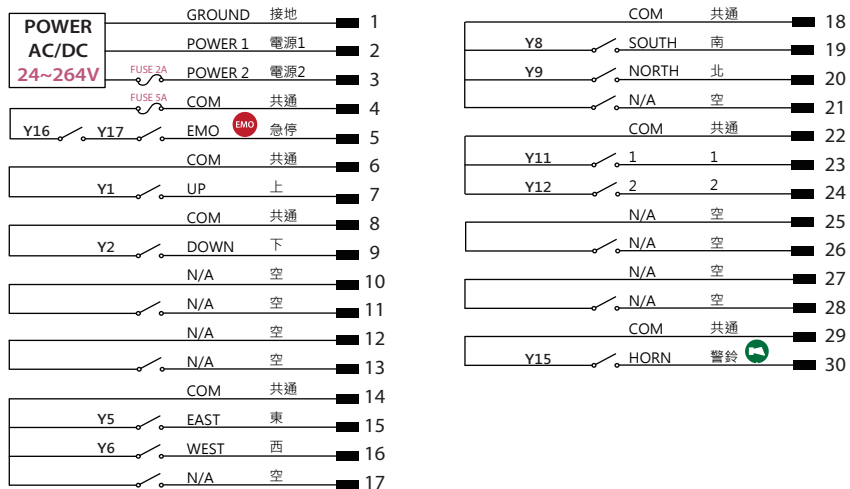 POWER
AC/DC
24~264V
GROUND 接地 1
POWER 1 電源1 2
FUSE 2A POWER 2 電源2 3
FUSE 5A COM 共通 4
Y16 Y17 EMO EMO 急停 5
COM 共通 6
Y1 UP 上 7
COM 共通 8
Y2 DOWN 下 9
N/A 空 10
N/A 空 11
N/A 空 12
N/A 空 13
COM 共通 14
Y5 EAST 東 15
Y6 WEST 西 16
N/A 空 17
COM 共通 18
Y8 SOUTH 南 19
Y9 NORTH 北 20
N/A 空 21
COM 共通 22
Y11 1 1 23
Y12 2 2 24
N/A 空 25
N/A 空 26
N/A 空 27
N/A 空 28
COM 共通 29
Y15 HORN 警鈴 30